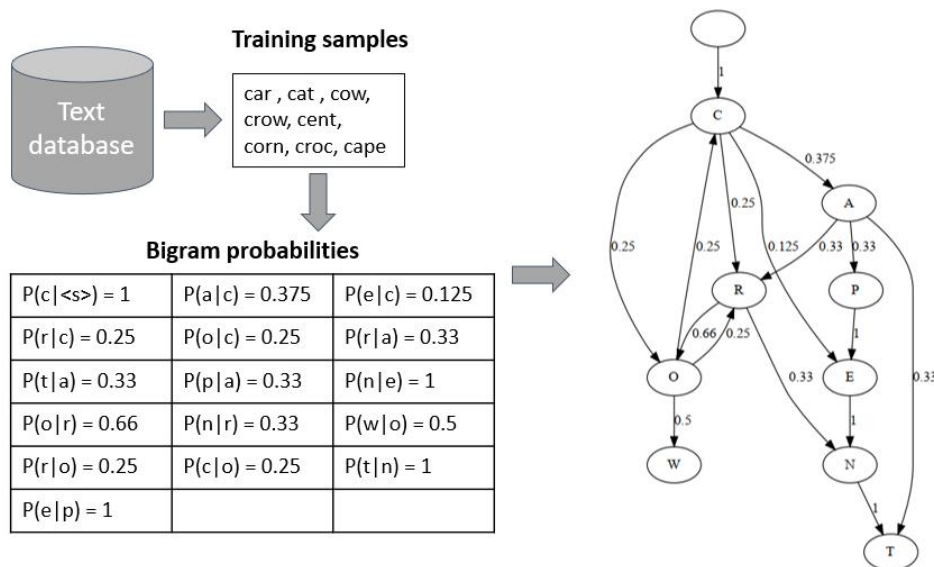 Training samples
Text
database
car , cat , cow,
crow, cent,
corn, croc, cape
Bigram probabilities
P(c|<s>) = 1 P(a|c) = 0.375 P(e|c) = 0.125
P(r|c) = 0.25 P(o|c) = 0.25 P(r|a) = 0.33
P(t|a) = 0.33 P(p|a) = 0.33 P(n|e) = 1
P(o|r) = 0.66 P(n|r) = 0.33 P(w|o) = 0.5
P(r|o) = 0.25 P(c|o) = 0.25 P(t|n) = 1
P(e|p) = 1
1
C
0.375
A
0.25 0.25 0.25 0.125 0.33 0.33
R P
0.66 0.25 1
O 0.33 E 0.33
0.5 1
W N
1
T